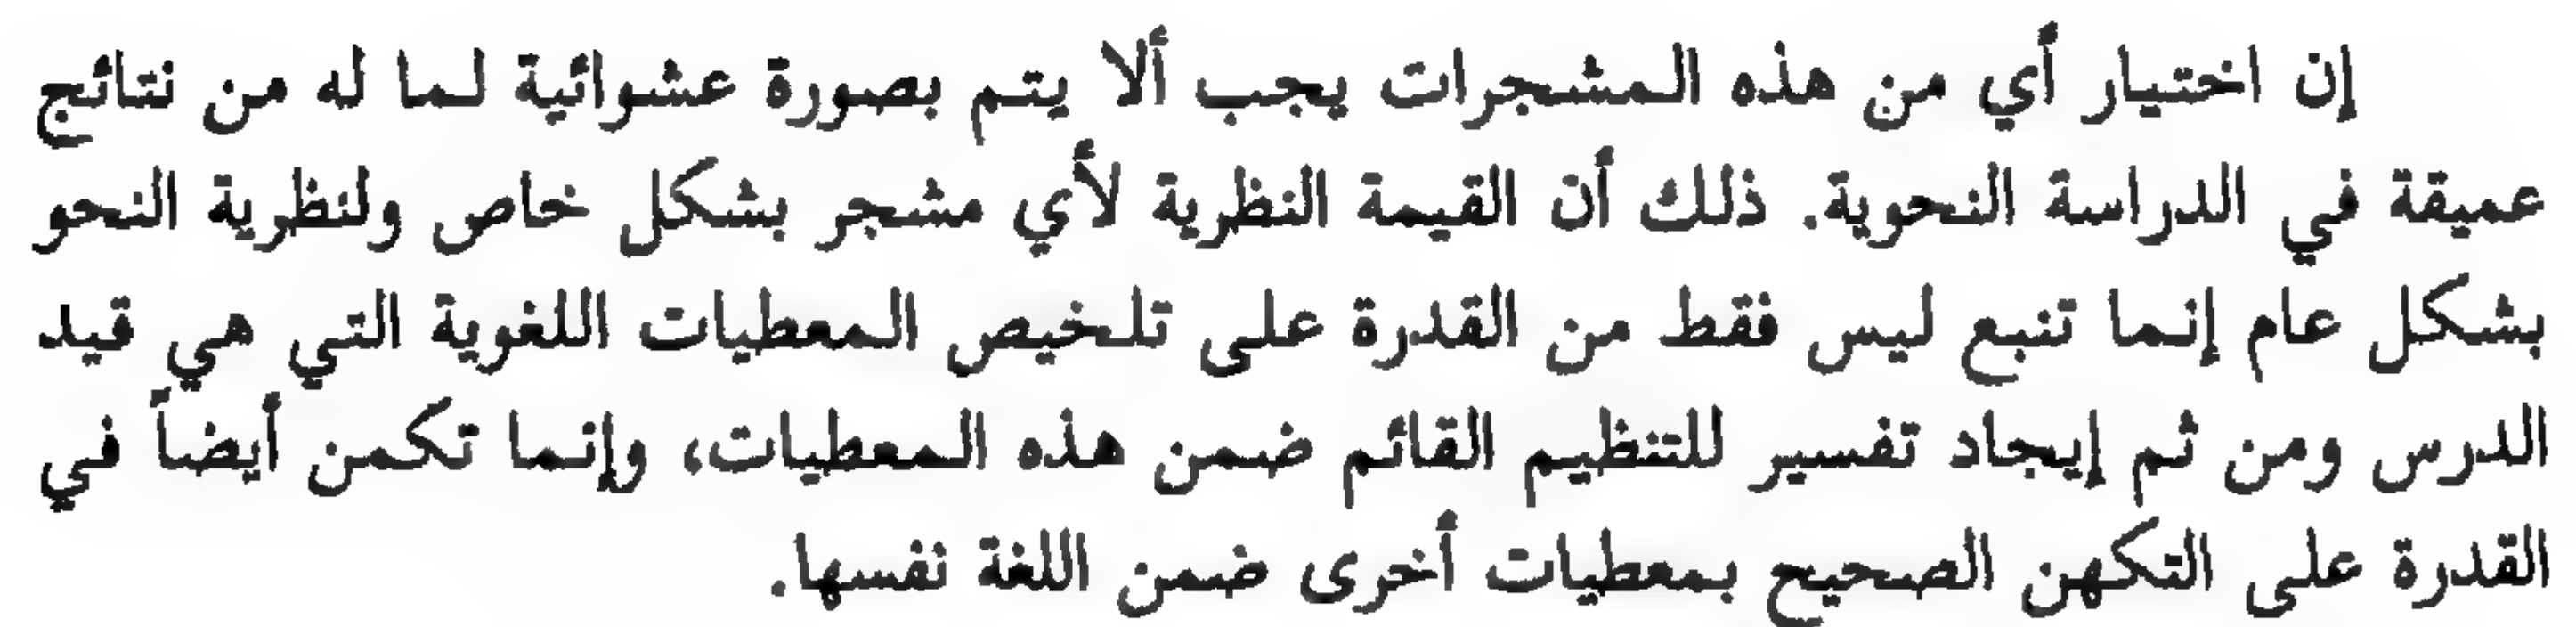 إن اختيار أي من هذه المشجرات يجب ألا يتم بصورة عشوائية لما له من نتائج
عميقة في الدراسة النحوية. ذلك أن القيمة النظرية لأي مشجر بشكل خاص ولنظرية النحو
بشكل عام إنما تنبع ليس فقط من القدرة على تلخيص المعطيات اللغوية التي هي قيد
الدرس ومن ثم إيجاد تفسير للتنظيم القائم ضمن هذه المعطيات، وإنما تكمن أيضاً في
القدرة على التكهن الصحيح بمعطيات أخرى ضمن اللغة نفسها.